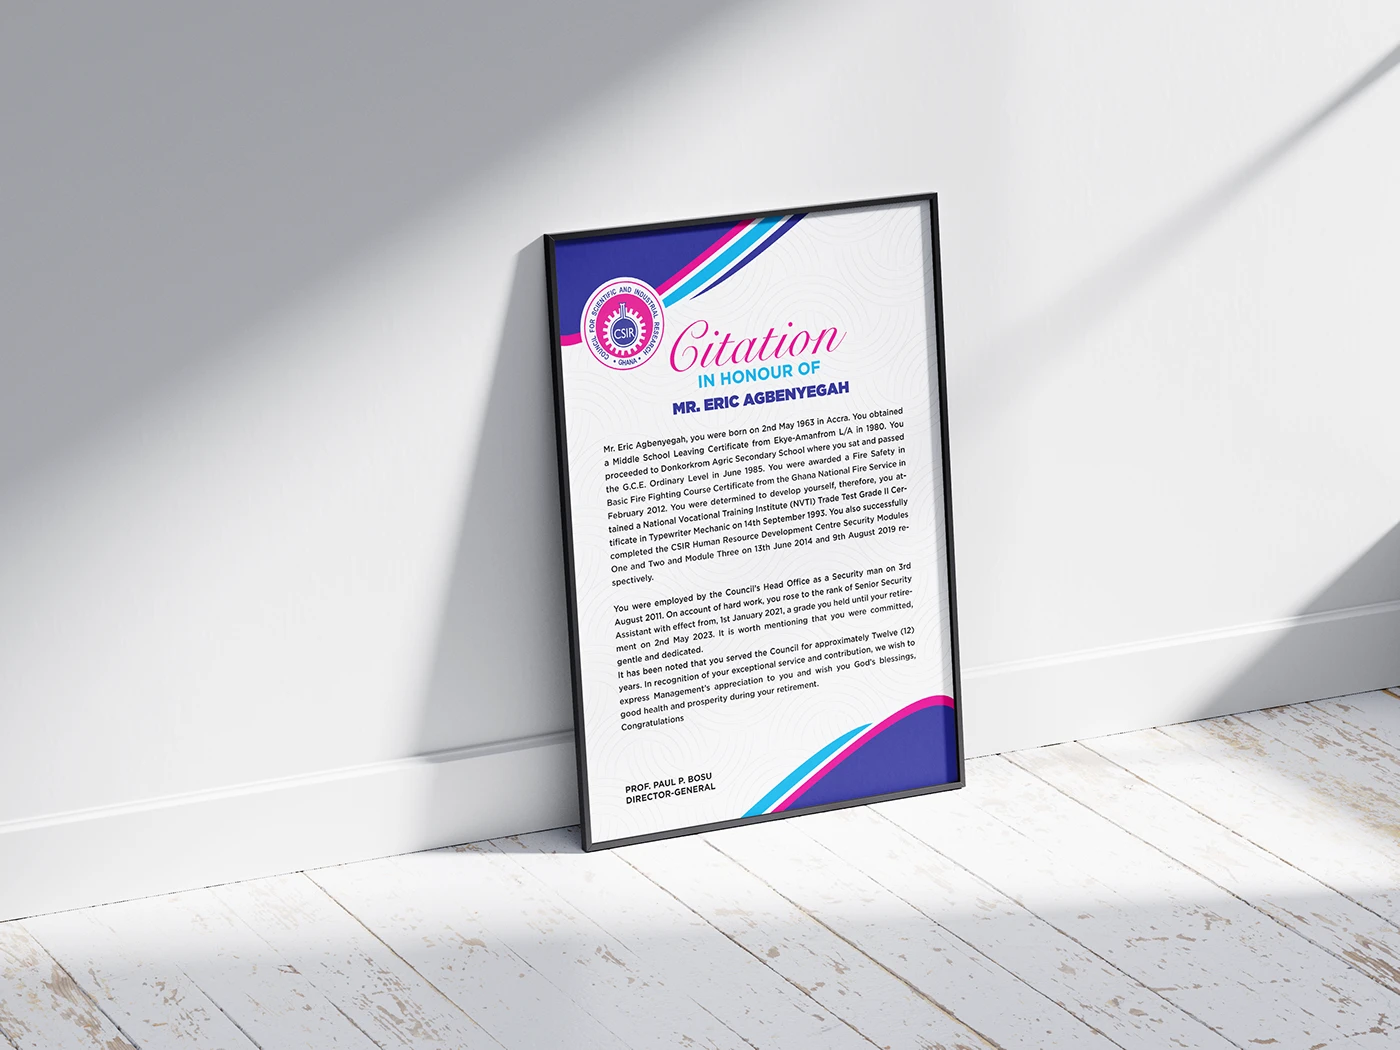 COUNCIL FOR SCIENTIFIC AND INDUSTRIAL RESEARCH
• GHANA •
CSIR
Citation
IN HONOUR OF
MR. ERIC AGBENYEGAH
Mr. Eric Agbenyegah, you were born on 2nd May 1963 in Accra. You obtained
a Middle School Leaving Certificate from Ekye-Amanfrom L/A in 1980. You
proceeded to Donkorkrom Agric Secondary School where you sat and passed
the G.C.E. Ordinary Level in June 1985. You were awarded a Fire Safety in
Basic Fire Fighting Course Certificate from the Ghana National Fire Service in
February 2012. You were determined to develop yourself, therefore, you at-
tained a National Vocational Training Institute (NVTI) Trade Test Grade II Cer-
tificate in Typewriter Mechanic on 14th September 1993. You also successfully
completed the CSIR Human Resource Development Centre Security Modules
One and Two and Module Three on 13th June 2014 and 9th August 2019 re-
spectively.
You were employed by the Council's Head Office as a Security man on 3rd
August 2011. On account of hard work, you rose to the rank of Senior Security
Assistant with effect from, 1st January 2021, a grade you held until your retire-
ment on 2nd May 2023. It is worth mentioning that you were committed,
gentle and dedicated.
It has been noted that you served the Council for approximately Twelve (12)
years. In recognition of your exceptional service and contribution, we wish to
express Management's appreciation to you and wish you God's blessings,
good health and prosperity during your retirement.
Congratulations
PROF. PAUL P. BOSU
DIRECTOR-GENERAL